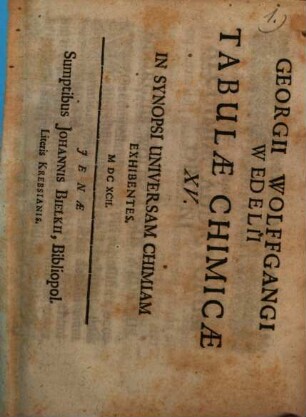 1.)
GEORGII WOLFFGANGI
WEDELII
TABULÆ CHIMICÆ
XV.
IN SYNOPSI UNIVERSAM CHIMIAM
EXHIBENTES.
M DC XCII.
JENÆ
Sumptibus JOHANNIS BIELKII, Bibliopol.
Literis KREBSIANIS.